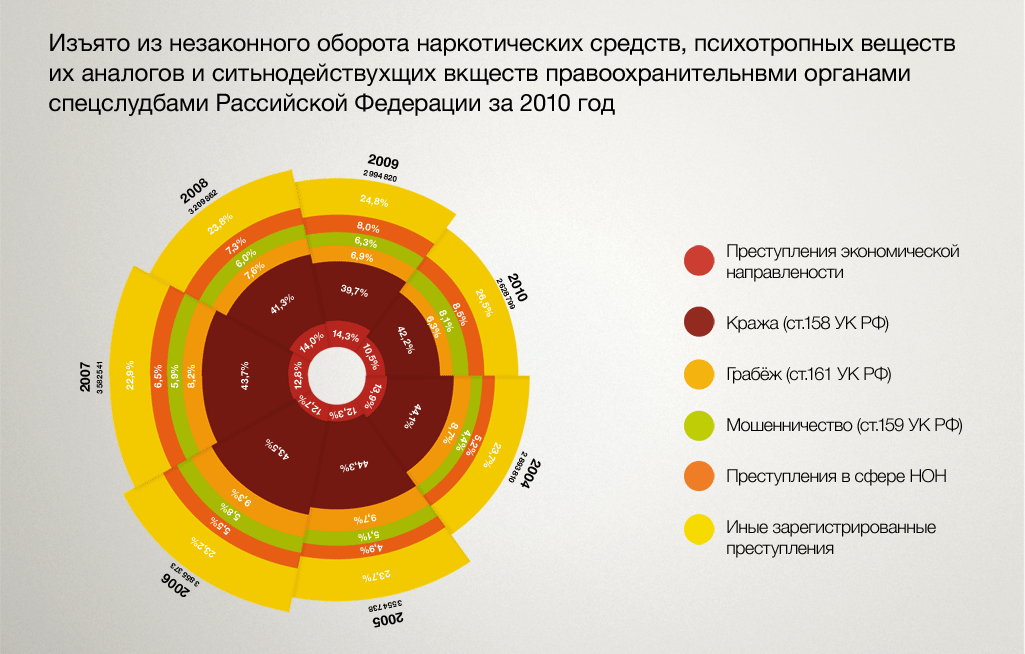 Изъято из незаконного оборота наркотических средств, психотропных веществ
их аналогов и ситьнодействухщих вкществ правоохранительнвми органами
спецслудбами Рассийской Федерации за 2010 год
2009
2 994 820
24,8%
8,0%
6,3%
6,9%
39,7%
14,3%
2010
2 628 799
26,5%
8,5%
8,1%
6,3%
42,2%
10,5%
2004
2 893 810
23,7%
5,2%
4,4%
8,7%
44,1%
13,9%
2005
3 554 738
23,7%
4,9%
5,1%
9,7%
44,3%
12,3%
2006
3 855 373
23,2%
5,5%
5,8%
9,3%
43,5%
12,7%
2007
3 582 541
22,9%
6,5%
5,9%
8,2%
43,7%
12,8%
2008
3 209 862
23,8%
7,3%
6,0%
7,6%
41,3%
14,0%
Преступления экономической
направлености
Кража (ст.158 УК РФ)
Грабёж (ст.161 УК РФ)
Мошенничество (ст.159 УК РФ)
Преступления в сфере НОН
Иные зарегистрированные
преступления